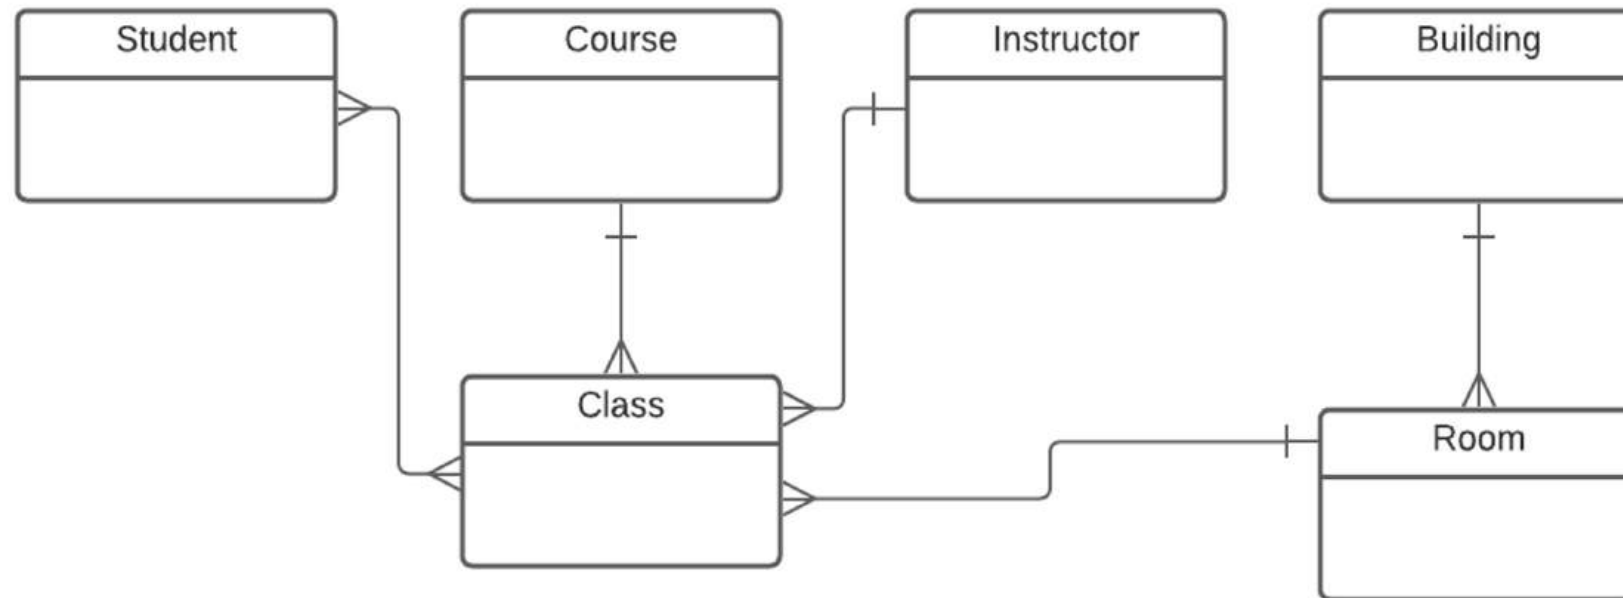 Student
Course
Instructor
Building
Class
Room